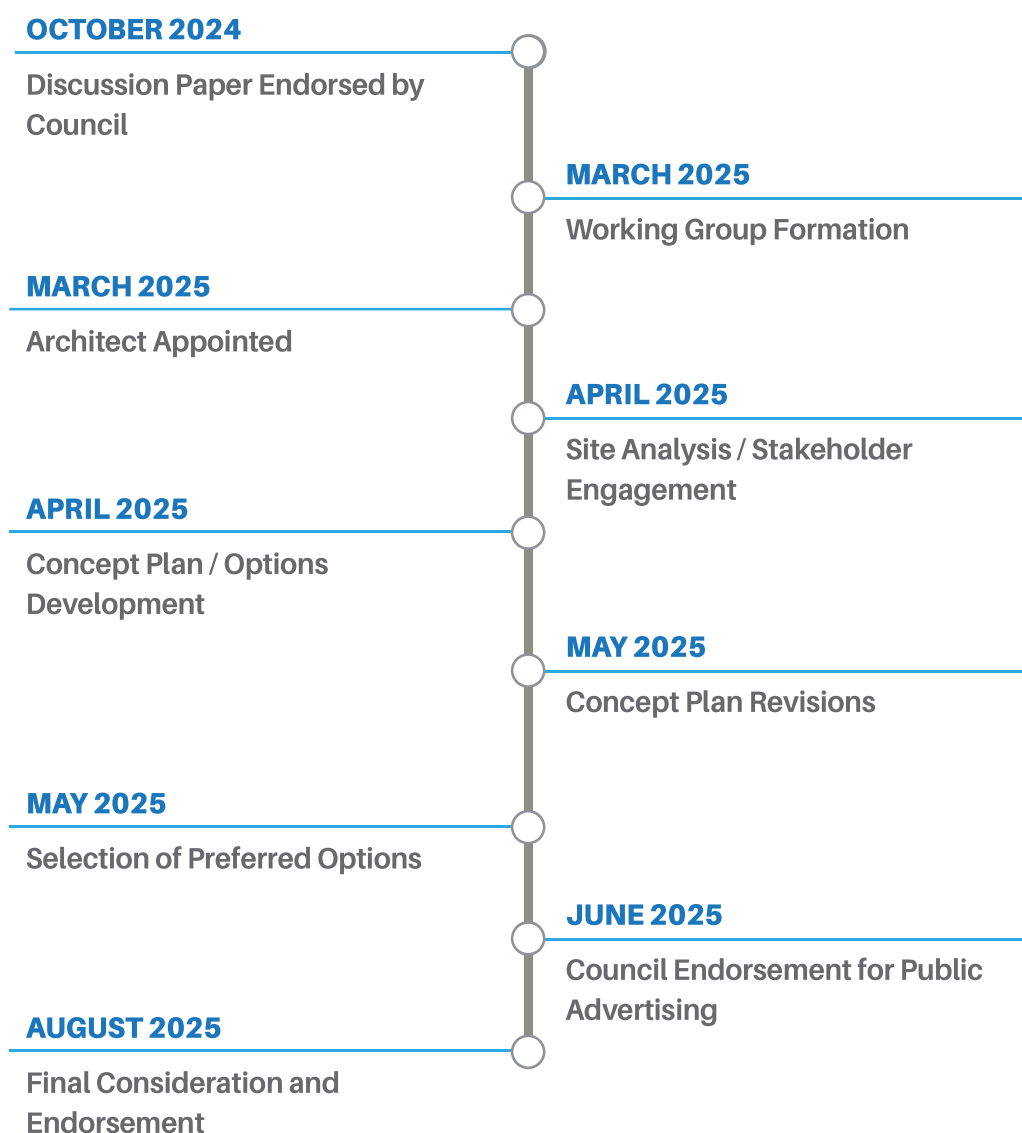 OCTOBER 2024
Discussion Paper Endorsed by
Council
MARCH 2025
Working Group Formation
MARCH 2025
Architect Appointed
APRIL 2025
Site Analysis / Stakeholder
Engagement
APRIL 2025
Concept Plan / Options
Development
MAY 2025
Concept Plan Revisions
MAY 2025
Selection of Preferred Options
JUNE 2025
Council Endorsement for Public
Advertising
AUGUST 2025
Final Consideration and
Endorsement